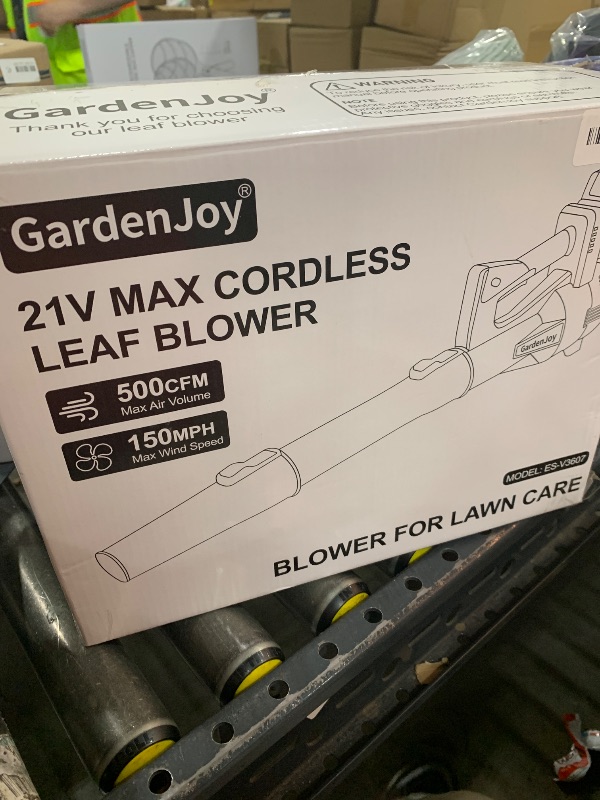 GardenJoy®
Thank you for choosing
our leaf blower
WARNING
NOTE
GardenJoy®
21V MAX CORDLESS
LEAF BLOWER
500CFM
Max Air Volume
150MPH
Max Wind Speed
GardenJoy
MODEL: ES-V3607
BLOWER FOR LAWN CARE